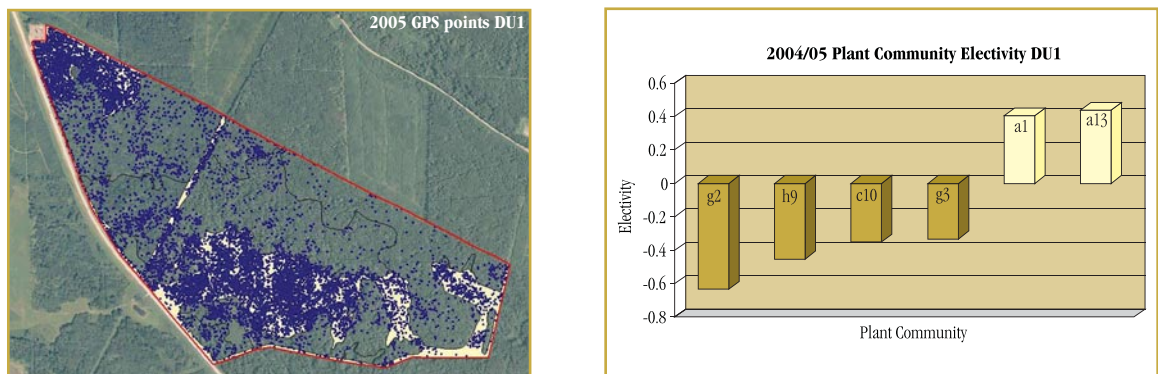 2005 GPS points DU1
2004/05 Plant Community Electivity DU1
0.6
0.4
0.2
0
-0.2
-0.4
-0.6
-0.8
Electivity
g2
h9
c10
g3
a1
a13
Plant Community